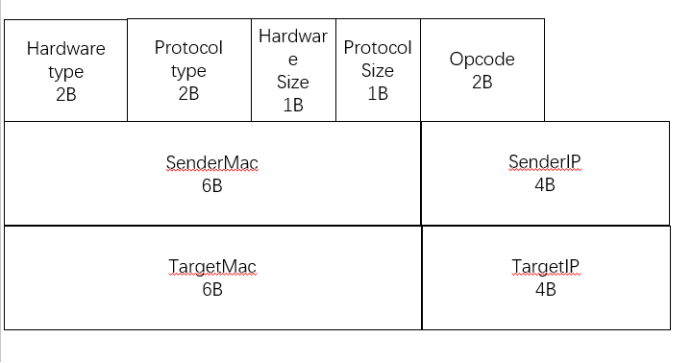 Hardware
type
2B
Protocol
type
2B
Hardwar
e
Size
1B
Protocol
Size
1B
Opcode
2B
SenderMac
6B
SenderIP
4B
TargetMac
6B
TargetIP
4B